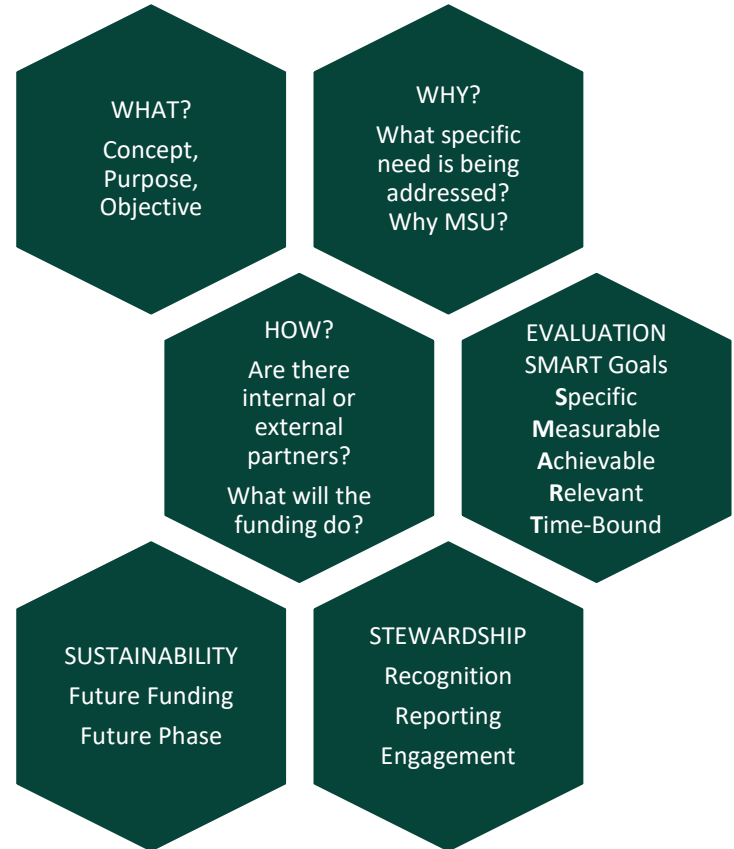 WHAT?
Concept,
Purpose,
Objective
WHY?
What specific
need is being
addressed?
Why MSU?
HOW?
Are there
internal or
external
partners?
What will the
funding do?
EVALUATION
SMART Goals
Specific
Measurable
Achievable
Relevant
Time-Bound
SUSTAINABILITY
Future Funding
Future Phase
STEWARDSHIP
Recognition
Reporting
Engagement